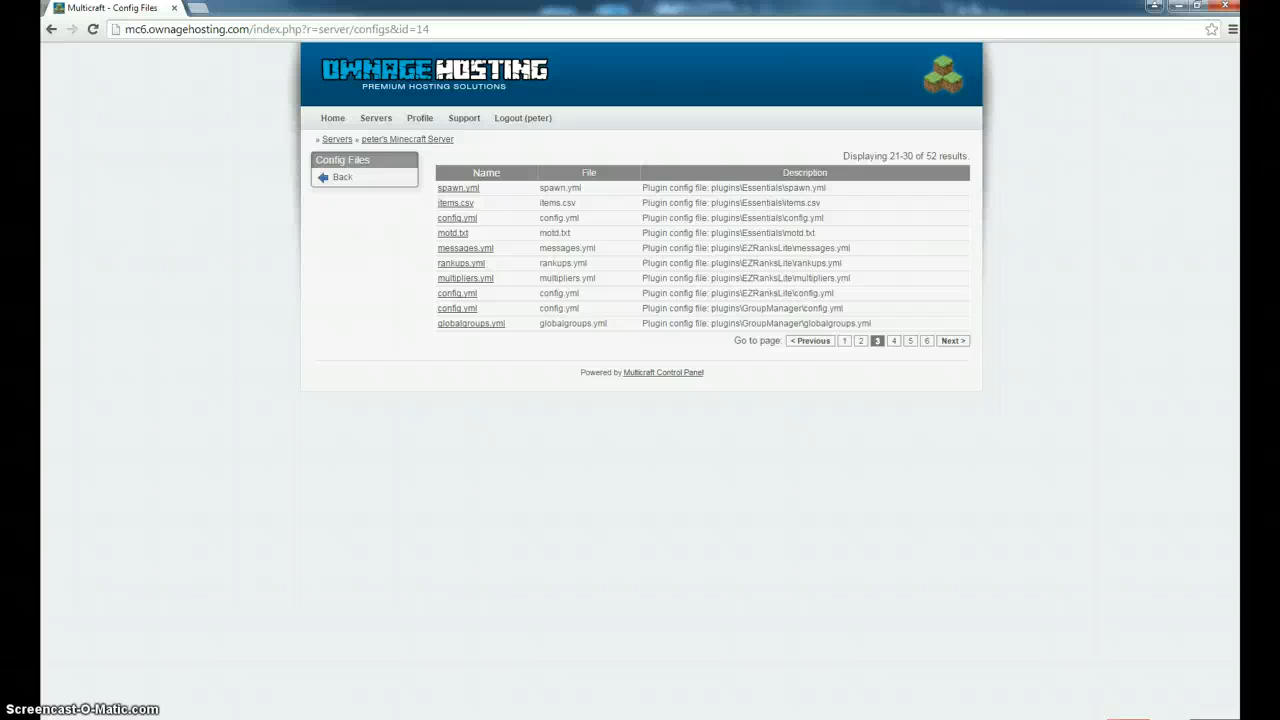 Multicraft - Config Files
mc6.ownagehosting.com/index.php?r=server/configs&id=14
OWNAGE HOSTING
PREMIUM HOSTING SOLUTIONS
Home Servers Profile Support Logout (peter)
» Servers » peter's Minecraft Server
Config Files
Back
Displaying 21-30 of 52 results.
Name File Description
spawn.yml spawn.yml Plugin config file: plugins\Essentials\spawn.yml
items.csv items.csv Plugin config file: plugins\Essentials\items.csv
config.yml config.yml Plugin config file: plugins\Essentials\config.yml
motd.txt motd.txt Plugin config file: plugins\Essentials\motd.txt
messages.yml messages.yml Plugin config file: plugins\EZRanksLite\messages.yml
rankups.yml rankups.yml Plugin config file: plugins\EZRanksLite\rankups.yml
multipliers.yml multipliers.yml Plugin config file: plugins\EZRanksLite\multipliers.yml
config.yml config.yml Plugin config file: plugins\EZRanksLite\config.yml
config.yml config.yml Plugin config file: plugins\GroupManager\config.yml
globalgroups.yml globalgroups.yml Plugin config file: plugins\GroupManager\globalgroups.yml
Go to page: < Previous 1 2 3 4 5 6 Next >
Powered by Multicraft Control Panel
Screencast-O-Matic.com